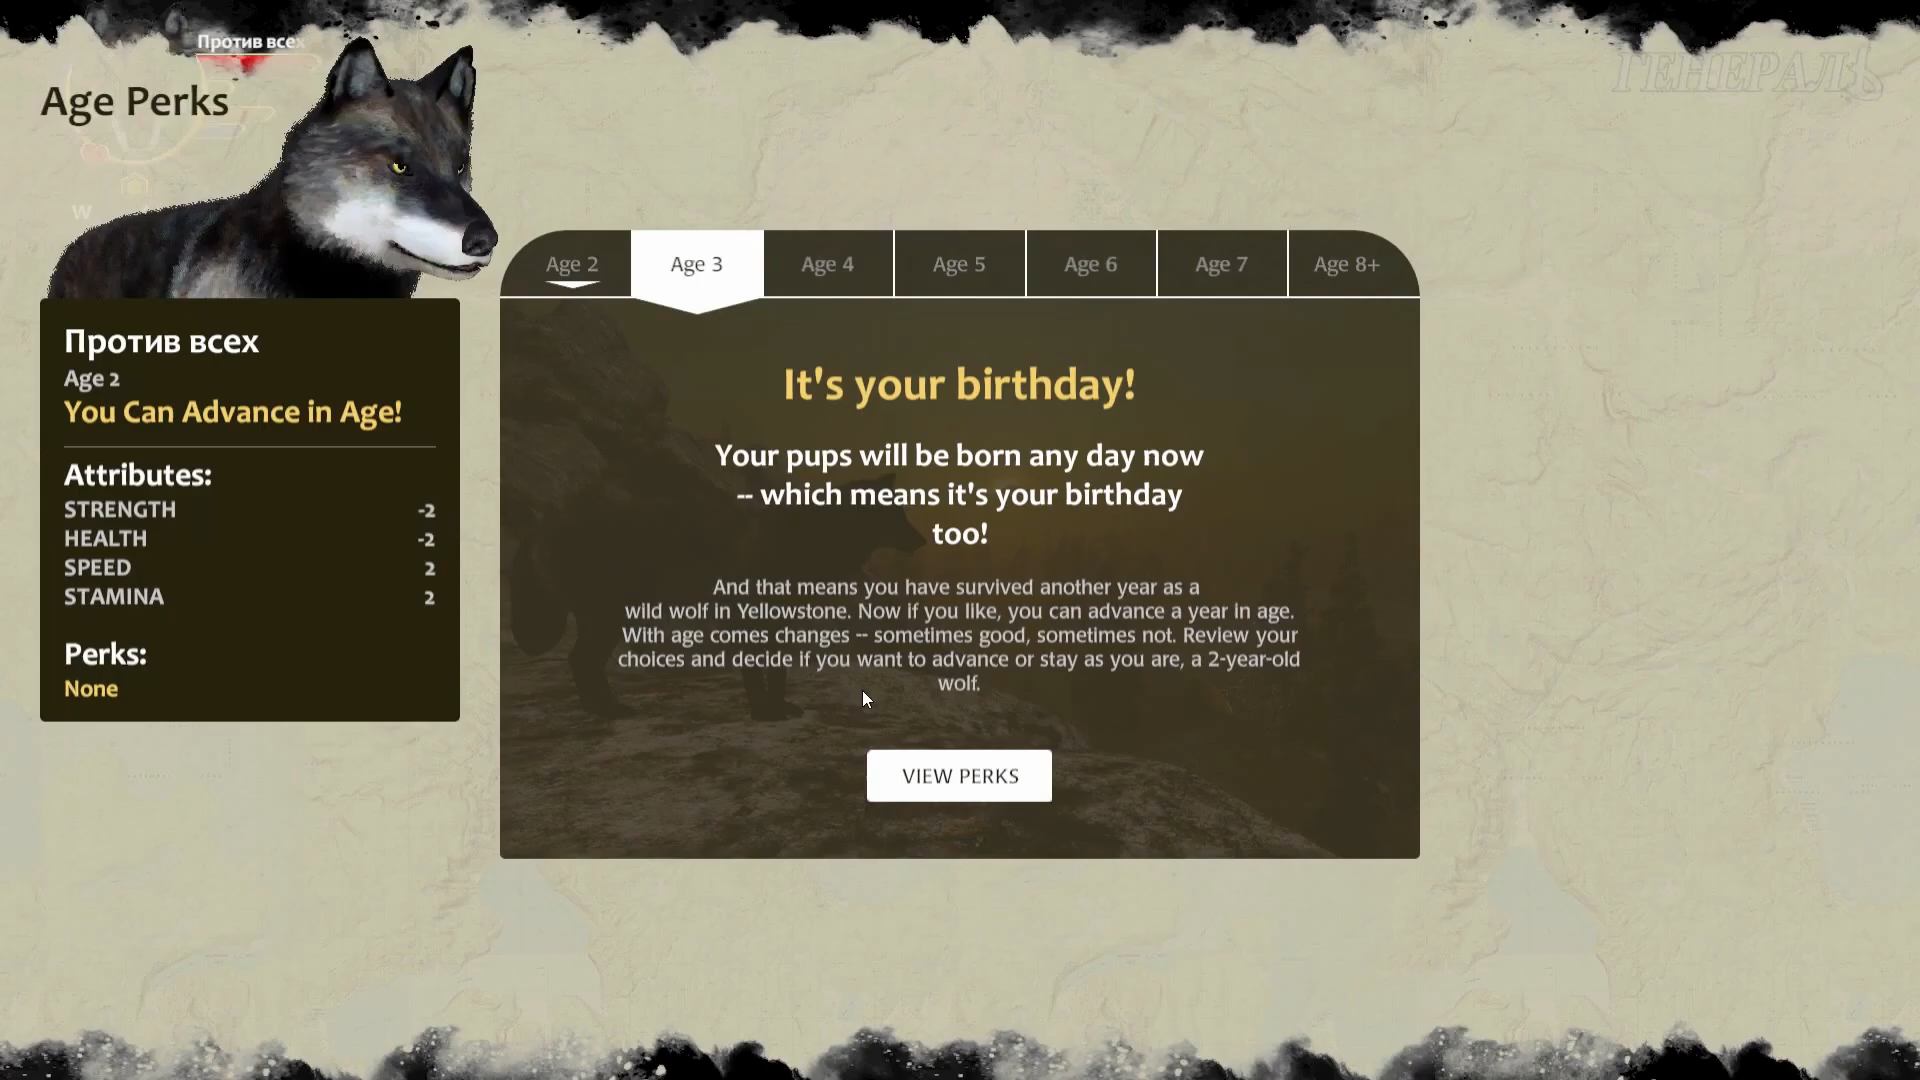 Против всех
ГЕНЕРАЛЪ
Age Perks
W
Age 2
Age 3
Age 4
Age 5
Age 6
Age 7
Age 8+
Против всех
Age 2
You Can Advance in Age!
Attributes:
STRENGTH -2
HEALTH -2
SPEED 2
STAMINA 2
Perks:
None
It's your birthday!
Your pups will be born any day now
-- which means it's your birthday
too!
And that means you have survived another year as a
wild wolf in Yellowstone. Now if you like, you can advance a year in age.
With age comes changes -- sometimes good, sometimes not. Review your
choices and decide if you want to advance or stay as you are, a 2-year-old
wolf.
VIEW PERKS